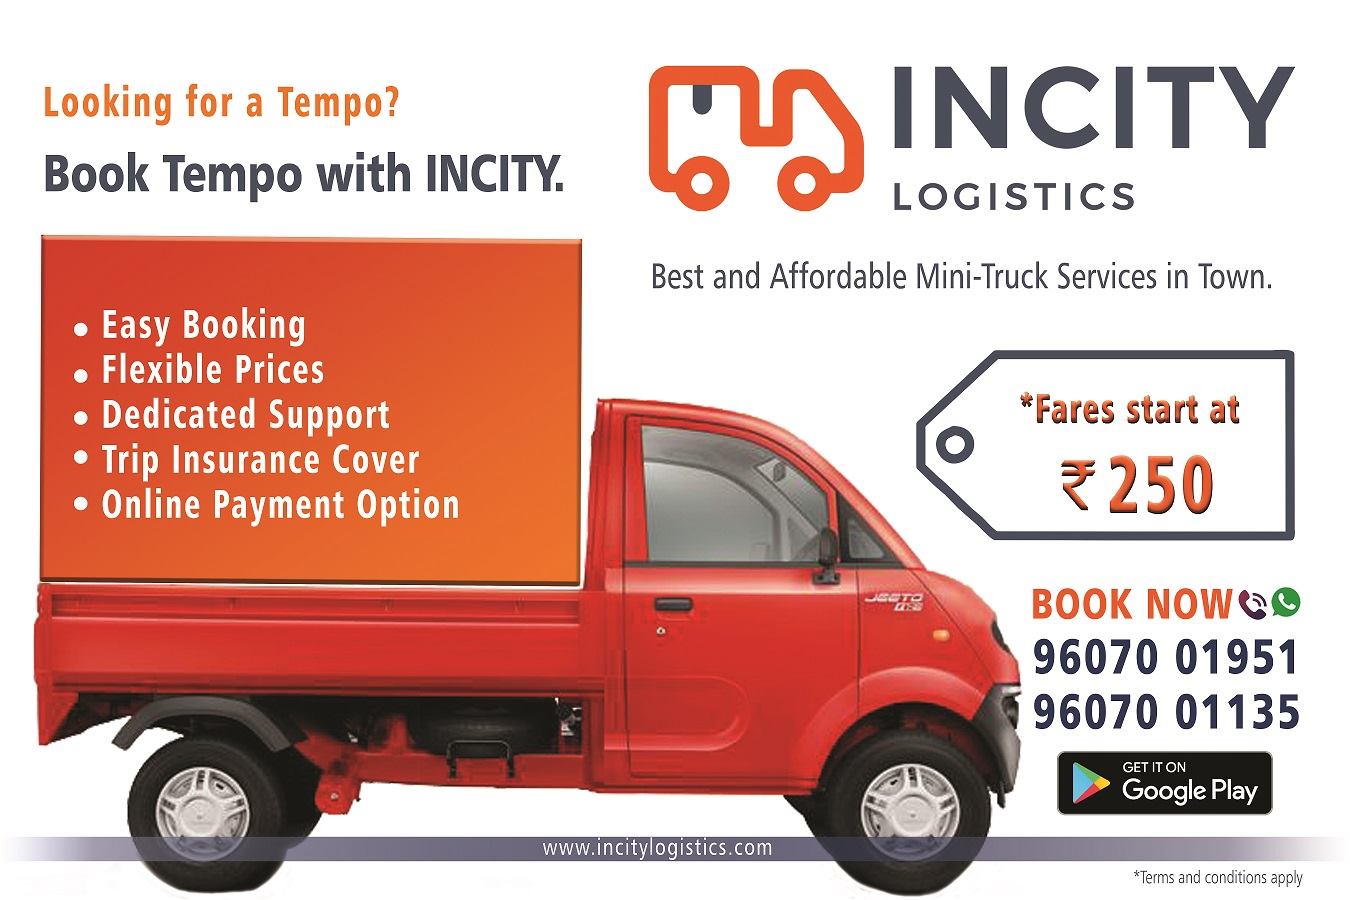 Looking for a Tempo?
Book Tempo with INCITY.
INCITY
LOGISTICS
Best and Affordable Mini-Truck Services in Town.
• Easy Booking
• Flexible Prices
• Dedicated Support
• Trip Insurance Cover
• Online Payment Option
*Fares start at
₹ 250
JEETO
BOOK NOW
96070 01951
96070 01135
GET IT ON
Google Play
www.incitylogistics.com
*Terms and conditions apply